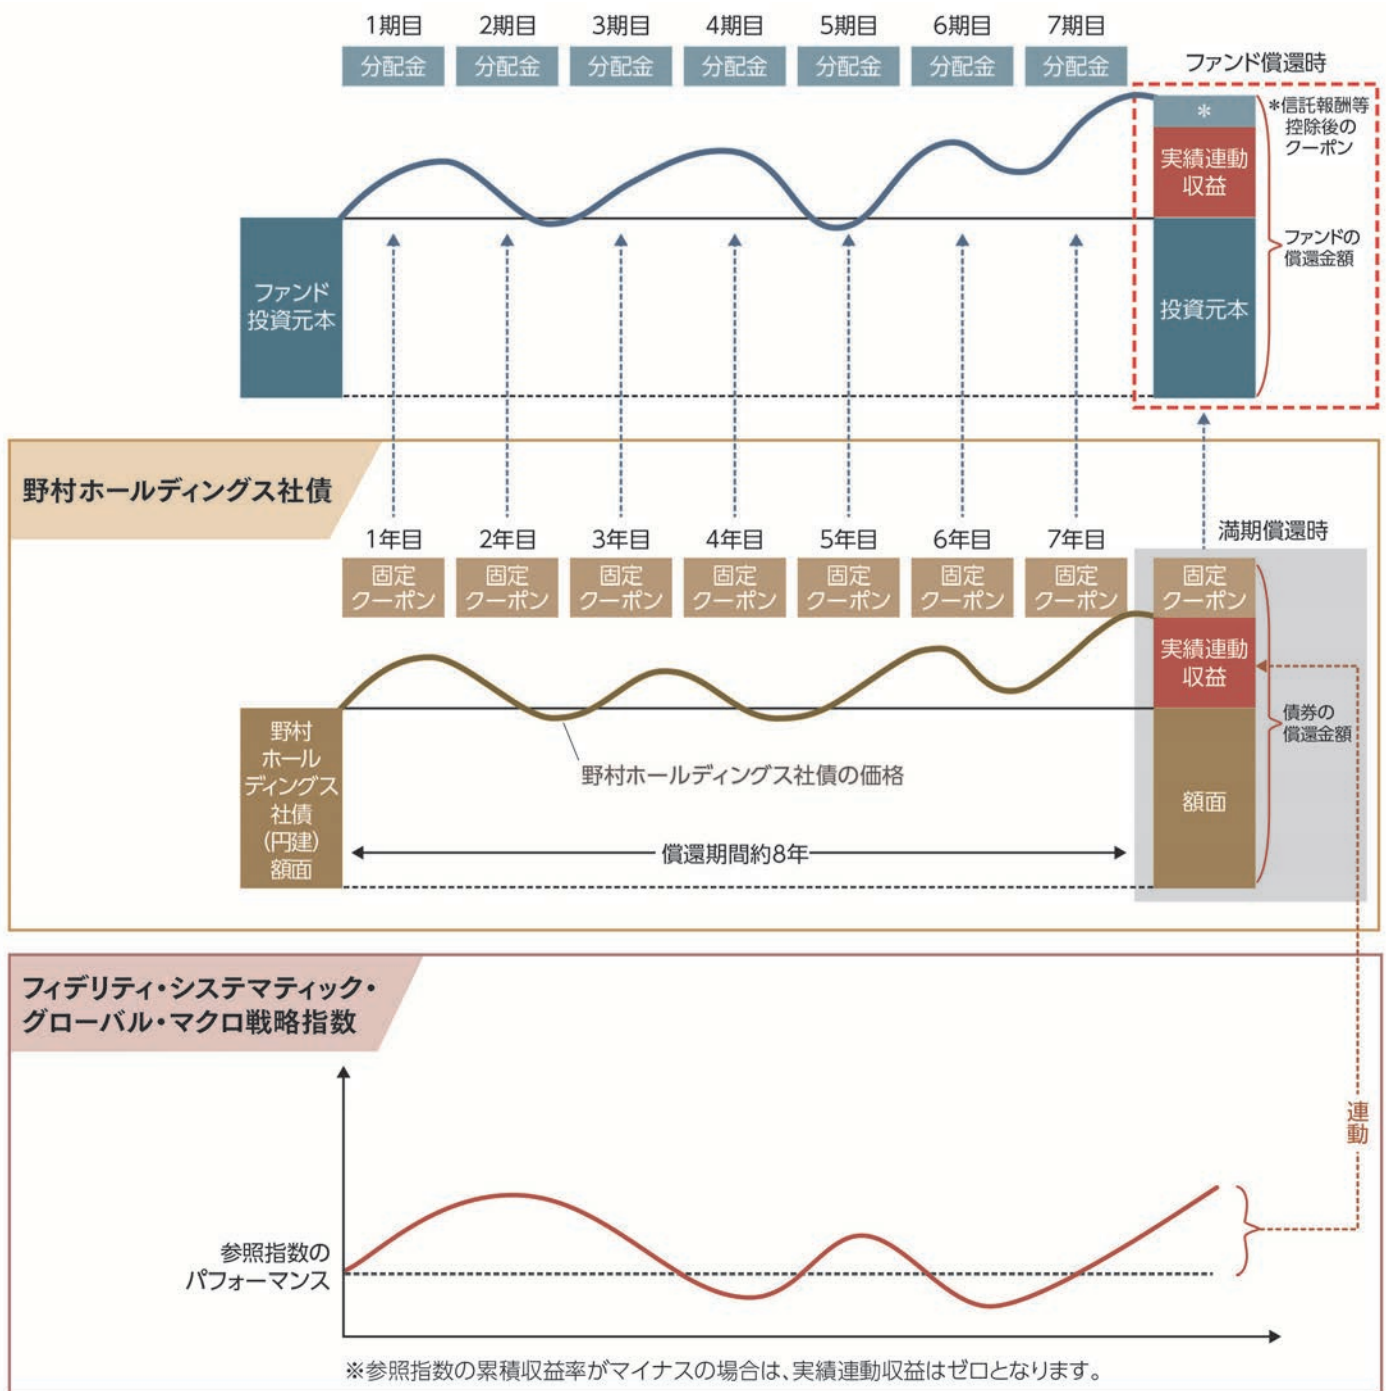 1期目
2期目
3期目
4期目
5期目
6期目
7期目
分配金
分配金
分配金
分配金
分配金
分配金
分配金
ファンド償還時
*
*信託報酬等
控除後の
クーポン
実績連動
収益
ファンド
投資元本
投資元本
ファンドの
償還金額
野村ホールディングス社債
1年目
2年目
3年目
4年目
5年目
6年目
7年目
満期償還時
固定
クーポン
固定
クーポン
固定
クーポン
固定
クーポン
固定
クーポン
固定
クーポン
固定
クーポン
固定
クーポン
実績連動
収益
野村
ホール
ディングス
社債
(円建)
額面
野村ホールディングス社債の価格
額面
債券の
償還金額
償還期間約8年
フィデリティ・システマティック・
グローバル・マクロ戦略指数
連動
参照指数の
パフォーマンス
※参照指数の累積収益率がマイナスの場合は、実績連動収益はゼロとなります。